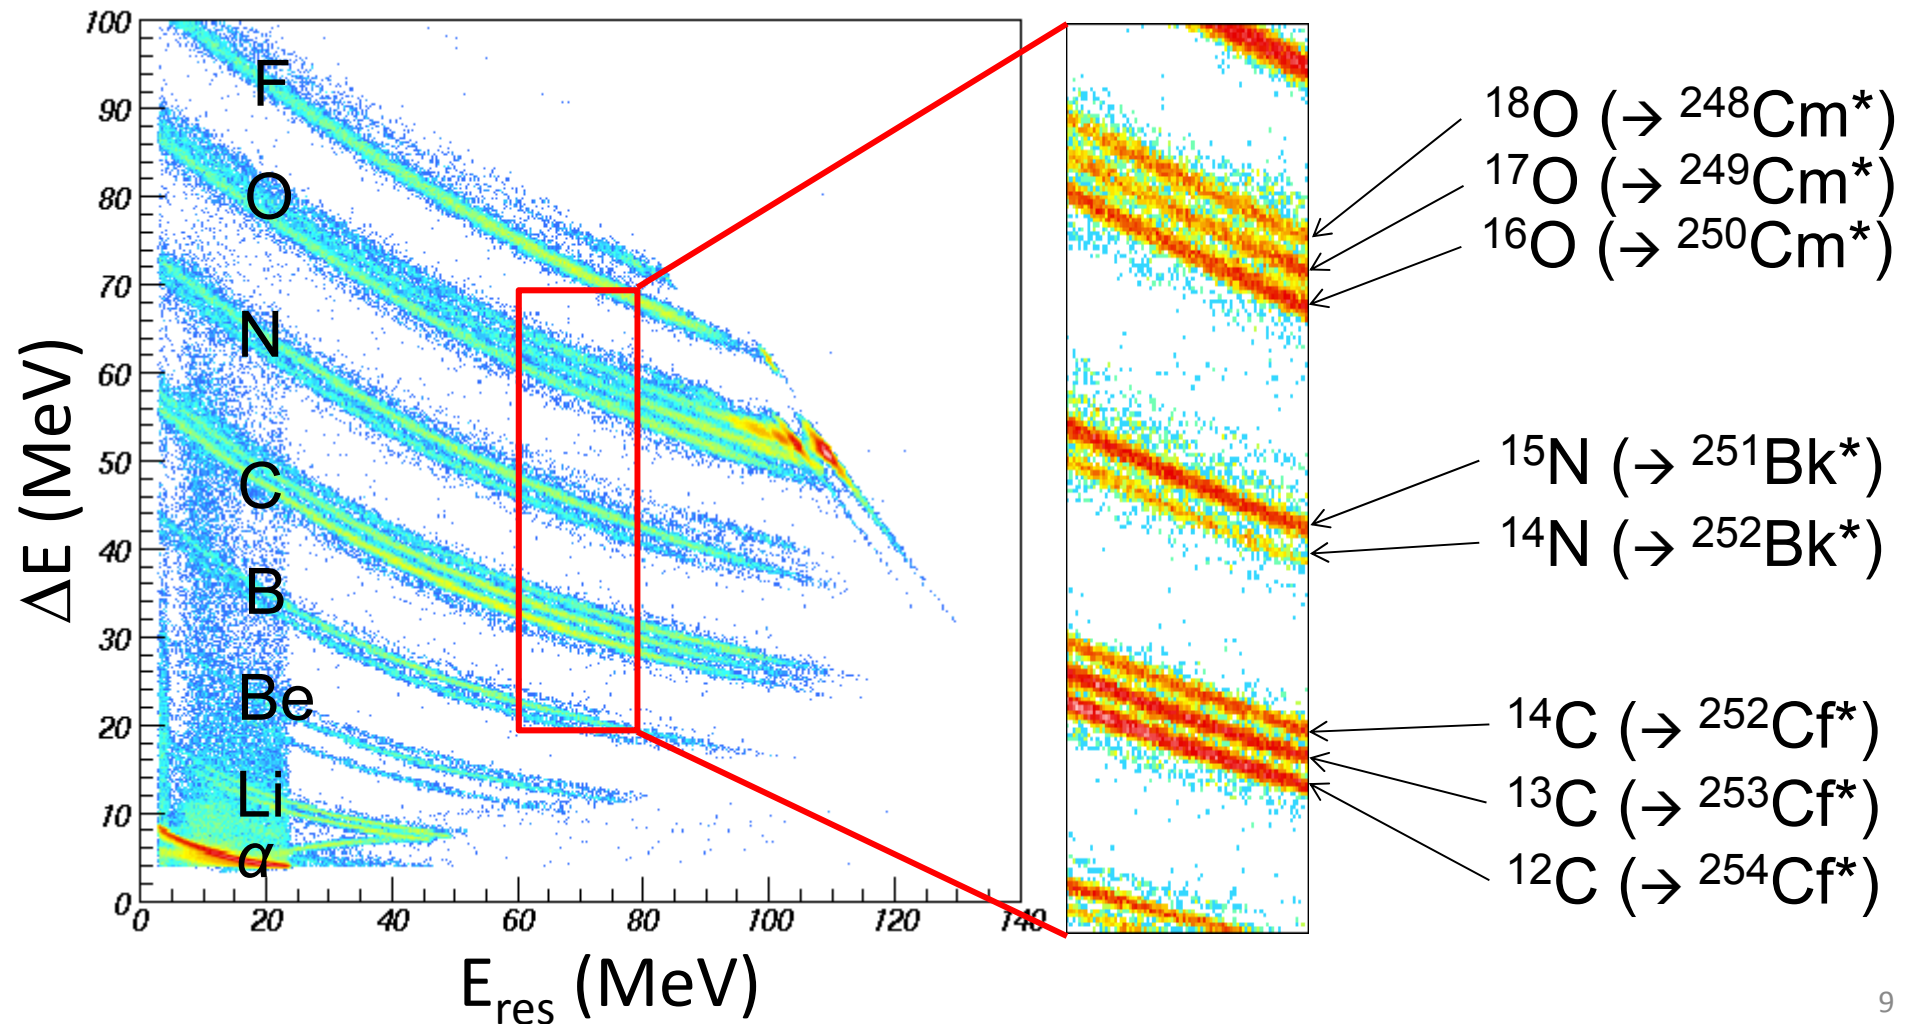 100
90
80
70
60
50
40
30
20
10
0
ΔE (MeV)
F
O
N
C
B
Be
Li
α
0 20 40 60 80 100 120 140
E_res (MeV)
¹⁸O (→ ²⁴⁸Cm*)
¹⁷O (→ ²⁴⁹Cm*)
¹⁶O (→ ²⁵⁰Cm*)
¹⁵N (→ ²⁵¹Bk*)
¹⁴N (→ ²⁵²Bk*)
¹⁴C (→ ²⁵²Cf*)
¹³C (→ ²⁵³Cf*)
¹²C (→ ²⁵⁴Cf*)
9